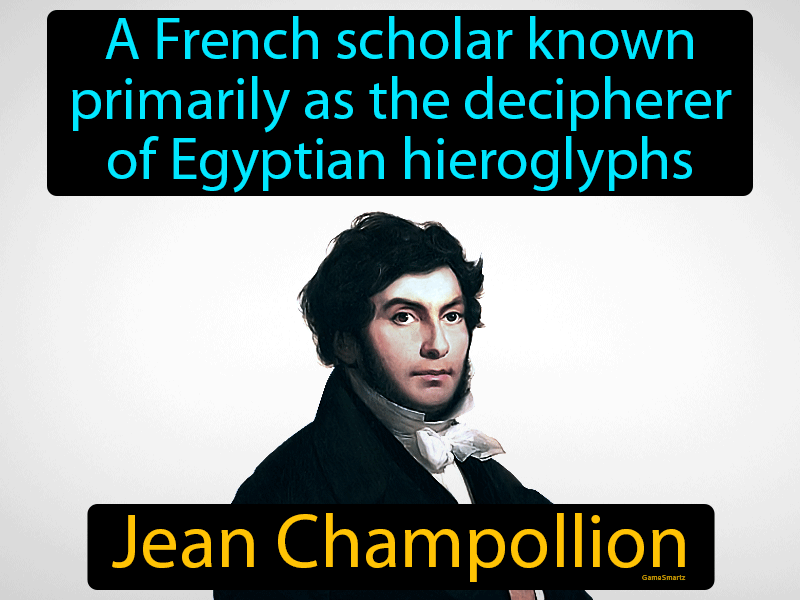 A French scholar known
primarily as the decipherer
of Egyptian hieroglyphs
Jean Champollion
GameSmartz